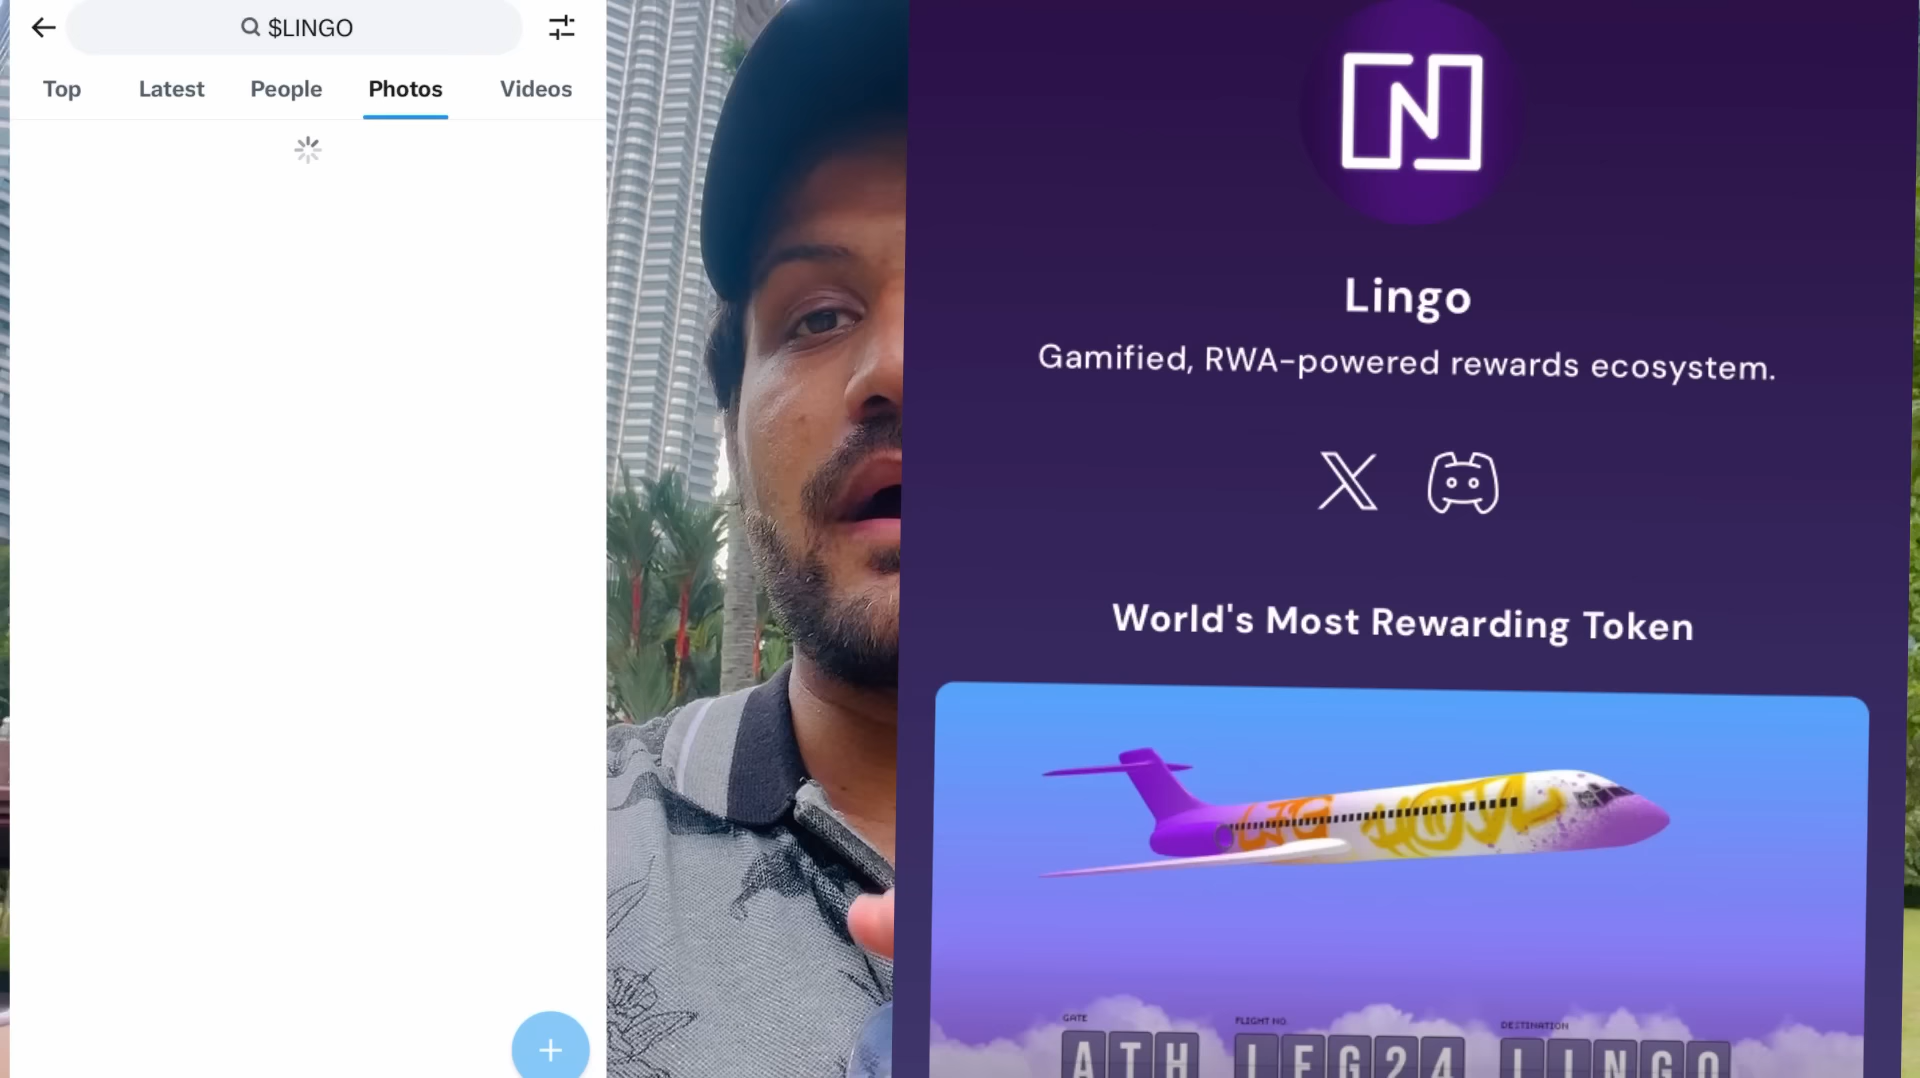 $LINGO
Top Latest People Photos Videos
Lingo
Gamified, RWA-powered rewards ecosystem.
World's Most Rewarding Token
GATE FLIGHT NO. DESTINATION
ATH LFG24 LINGO